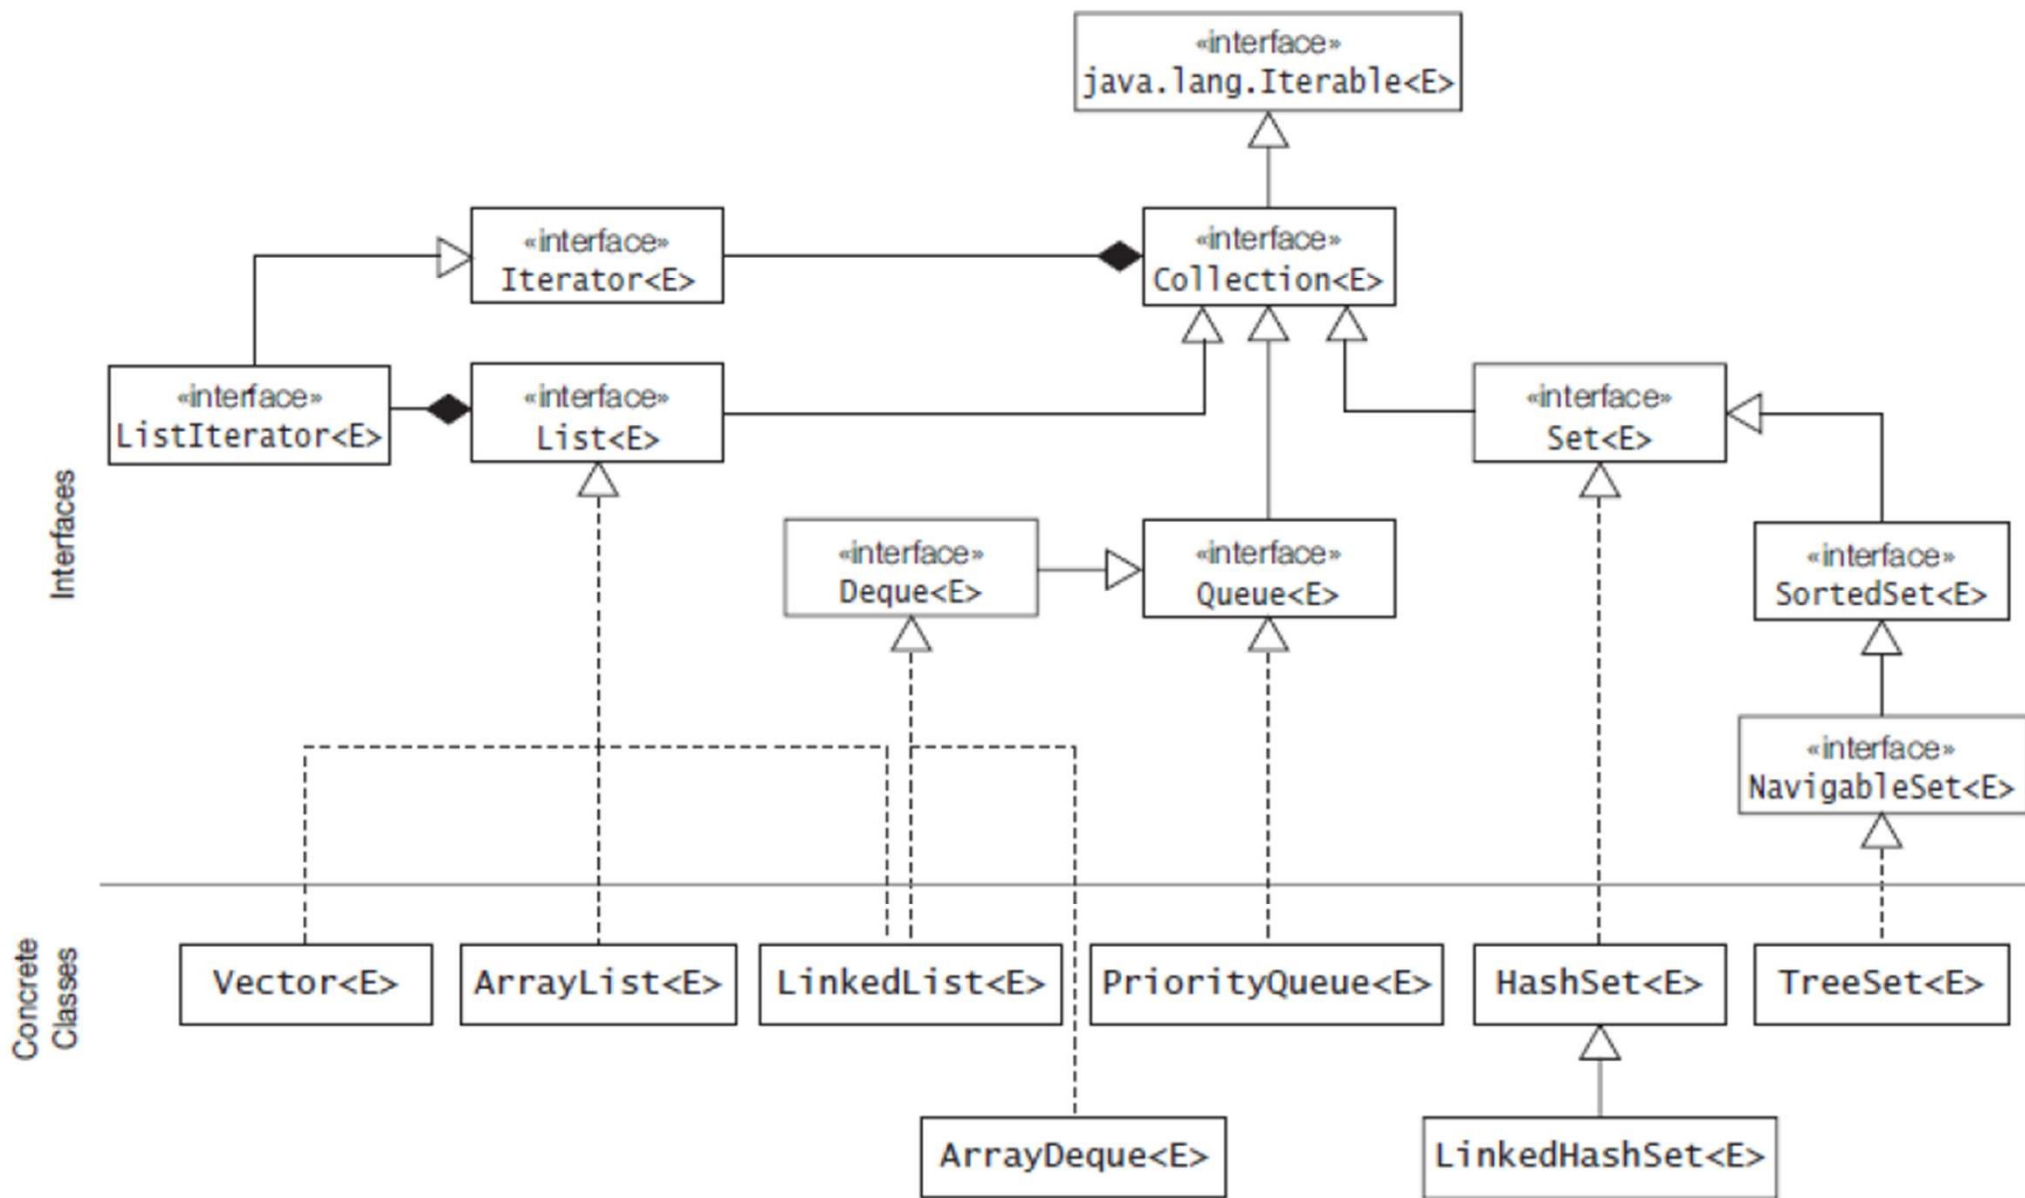 «interface»
java.lang.Iterable<E>
«interface»
Iterator<E>
«interface»
Collection<E>
«interface»
ListIterator<E>
«interface»
List<E>
«interface»
Set<E>
Interfaces
«interface»
Deque<E>
«interface»
Queue<E>
«interface»
SortedSet<E>
«interface»
NavigableSet<E>
Concrete
Classes
Vector<E>
ArrayList<E>
LinkedList<E>
PriorityQueue<E>
HashSet<E>
TreeSet<E>
ArrayDeque<E>
LinkedHashSet<E>